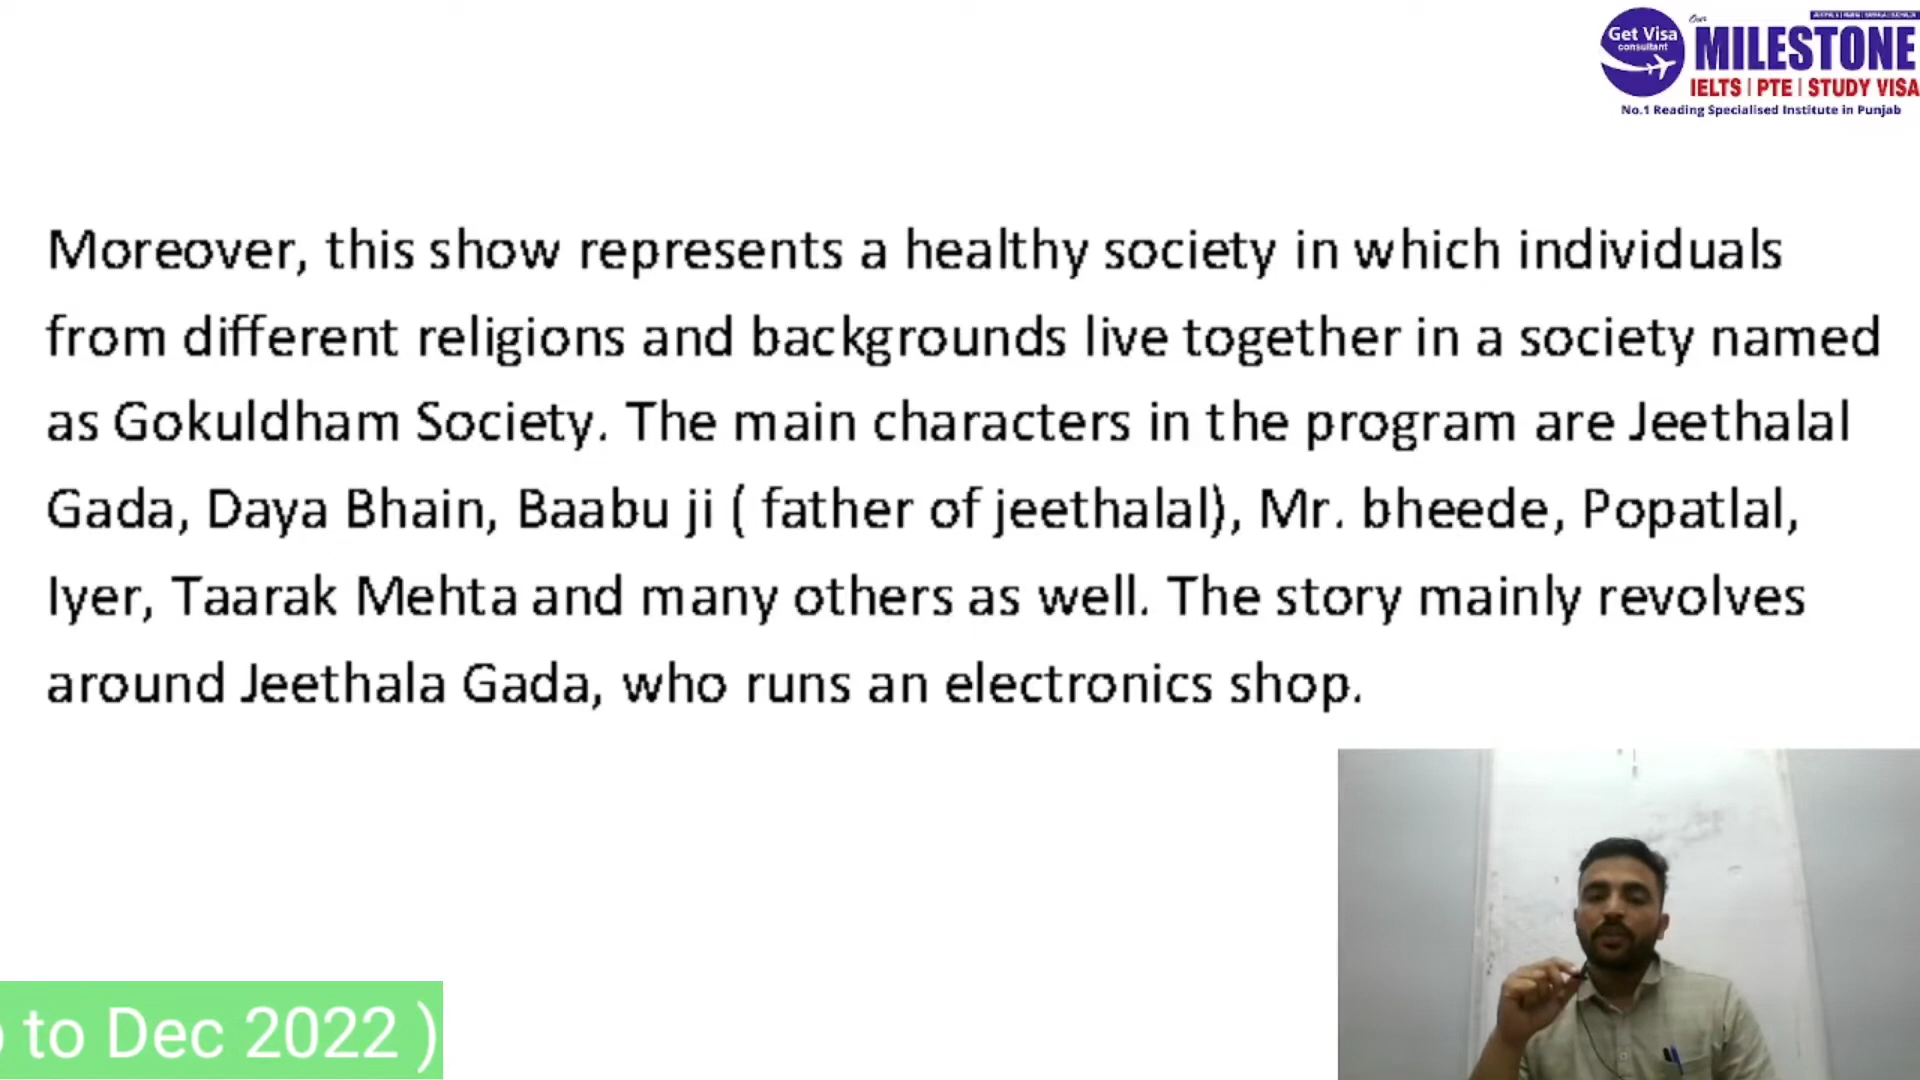 Get Visa
consultant
Our
MILESTONE
IELTS | PTE | STUDY VISA
No.1 Reading Specialised Institute in Punjab
Moreover, this show represents a healthy society in which individuals
from different religions and backgrounds live together in a society named
as Gokuldham Society. The main characters in the program are Jeethalal
Gada, Daya Bhain, Baabu ji ( father of jeethalal), Mr. bheede, Popatlal,
Iyer, Taarak Mehta and many others as well. The story mainly revolves
around Jeethala Gada, who runs an electronics shop.
to Dec 2022 )